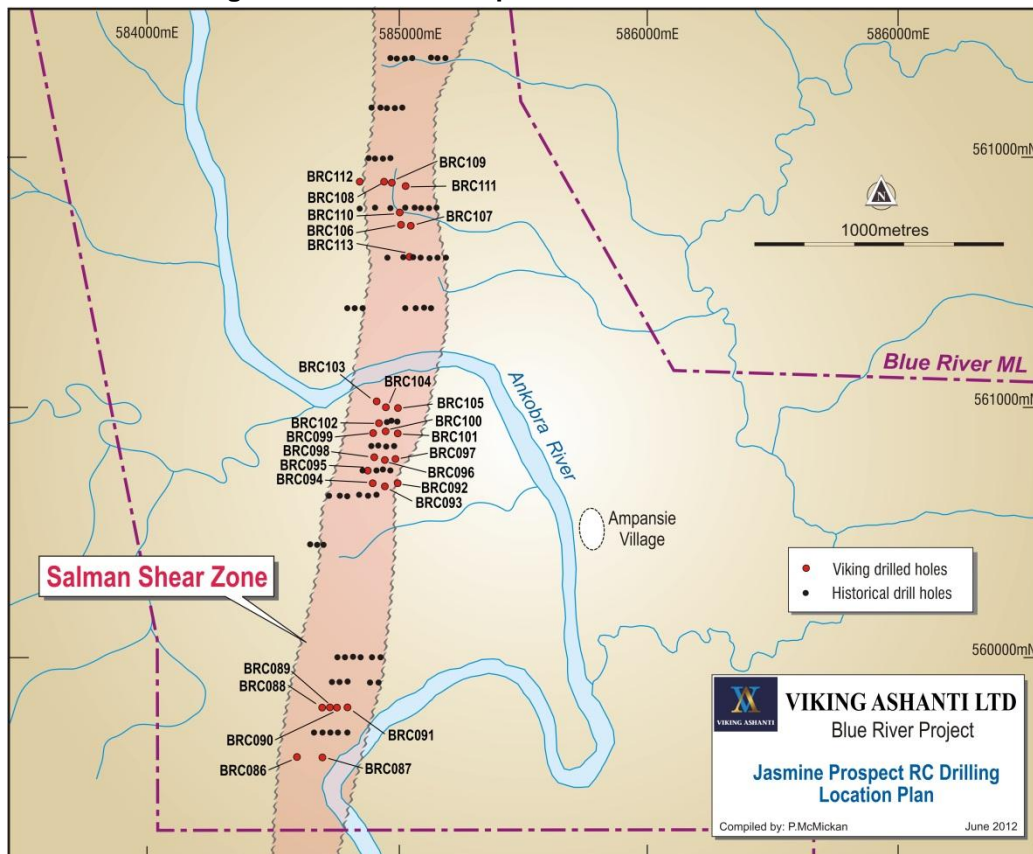 584000mE
585000mE
586000mE
586000mE
561000mN
BRC109
BRC112
BRC108
BRC111
BRC110
BRC107
BRC106
BRC113
N
1000metres
Blue River ML
BRC103
BRC104
561000mN
BRC105
BRC102
BRC100
BRC099
BRC101
BRC098
BRC097
BRC095
BRC096
BRC094
BRC092
BRC093
Ankobra River
Ampansie
Village
Salman Shear Zone
Viking drilled holes
Historical drill holes
560000mN
BRC089
BRC088
BRC090
BRC091
BRC086
BRC087
VIKING ASHANTI
VIKING ASHANTI LTD
Blue River Project
Jasmine Prospect RC Drilling
Location Plan
Compiled by: P.McMickan
June 2012